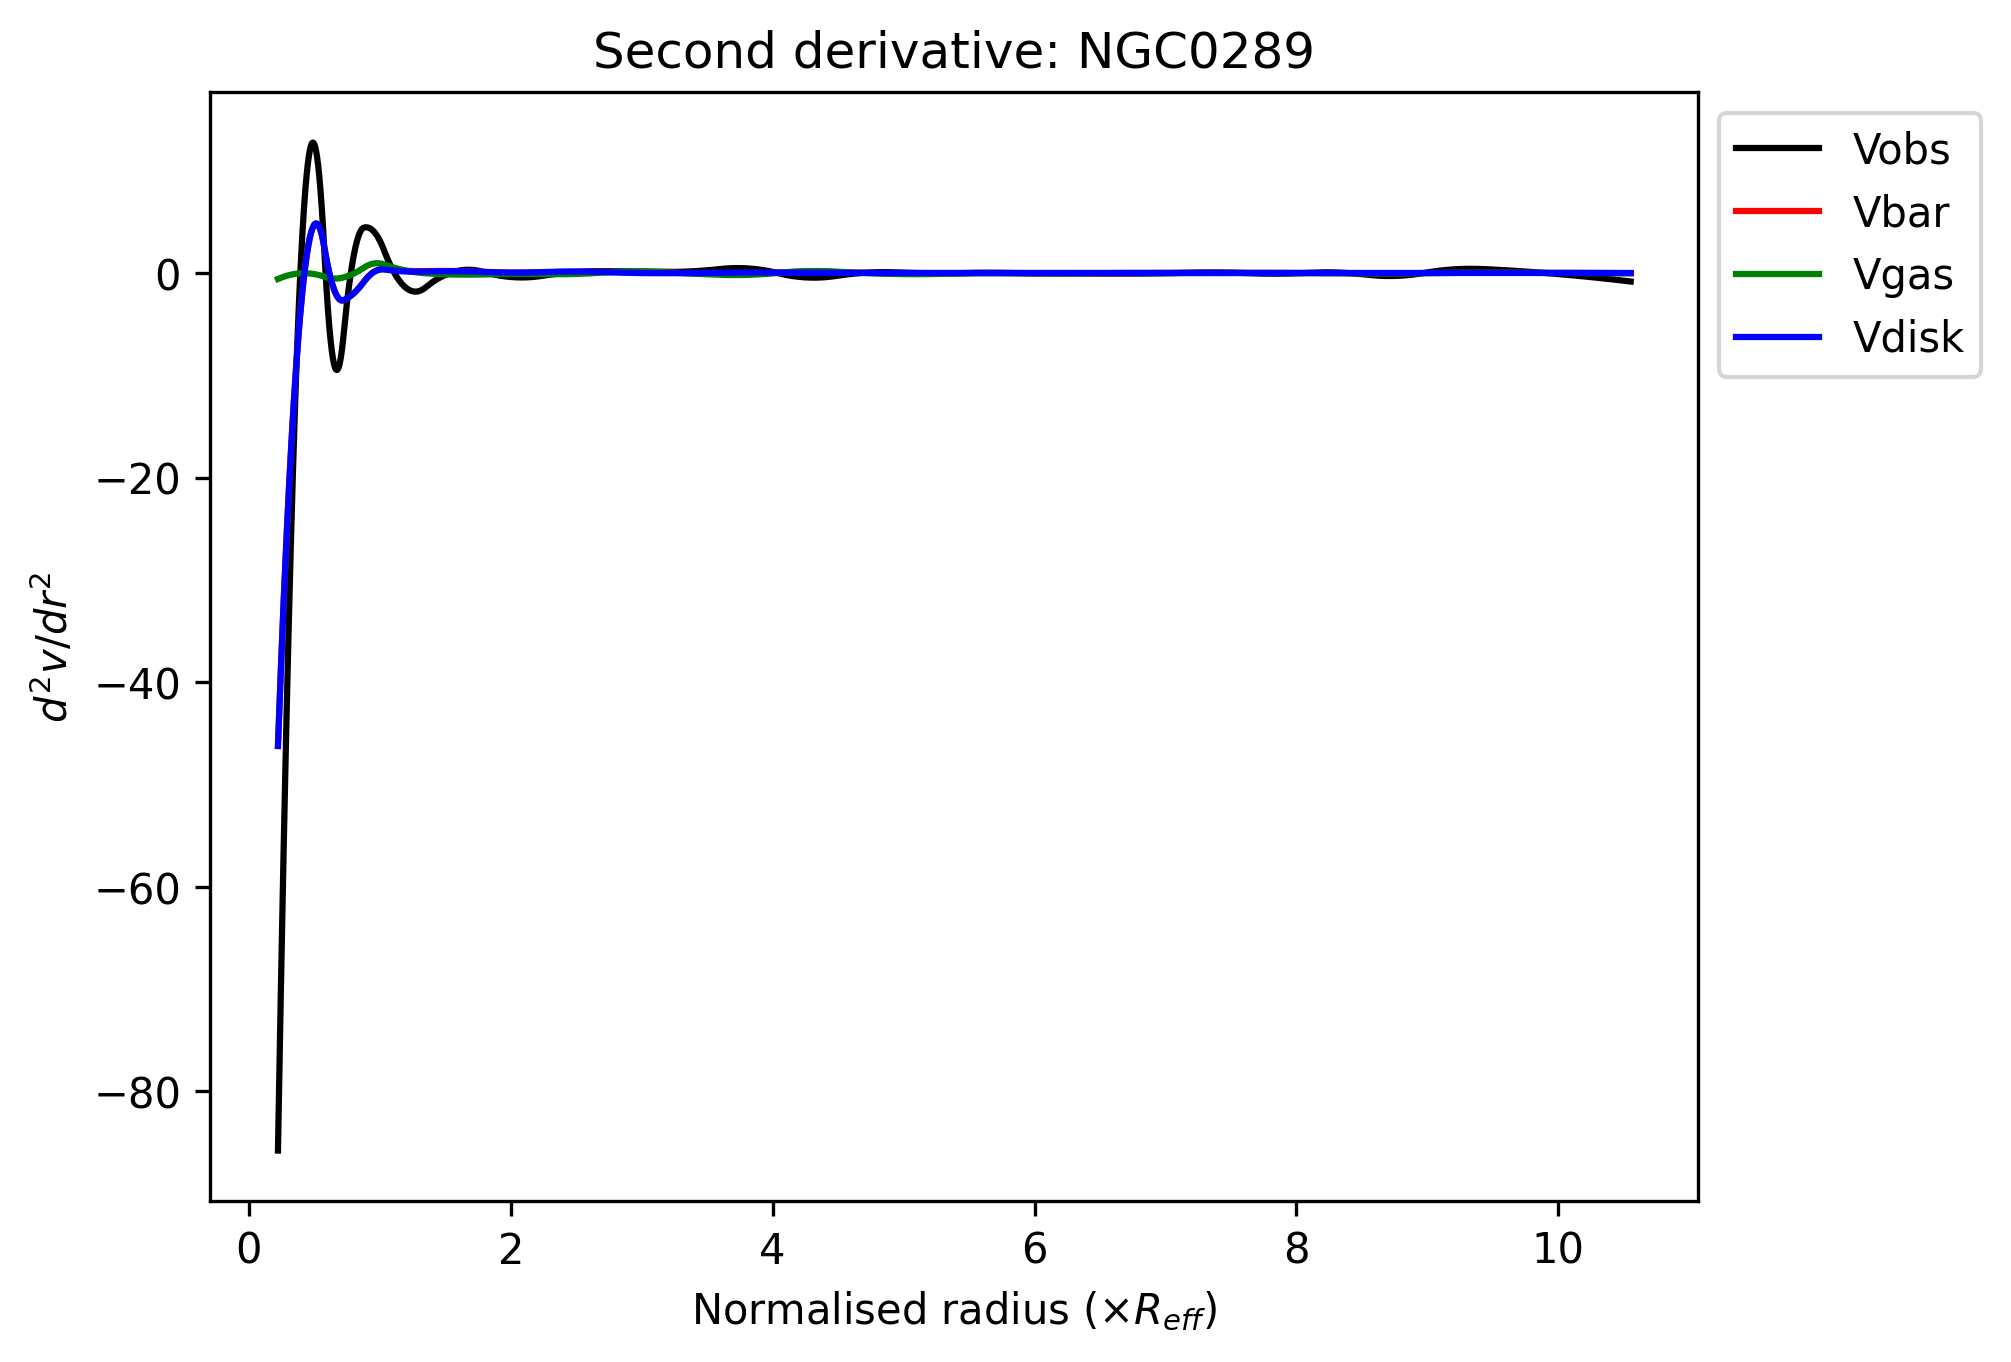 Second derivative: NGC0289
Vobs
Vbar
Vgas
Vdisk
0
−20
−40
−60
−80
d²v/dr²
0 2 4 6 8 10
Normalised radius (×R_eff)